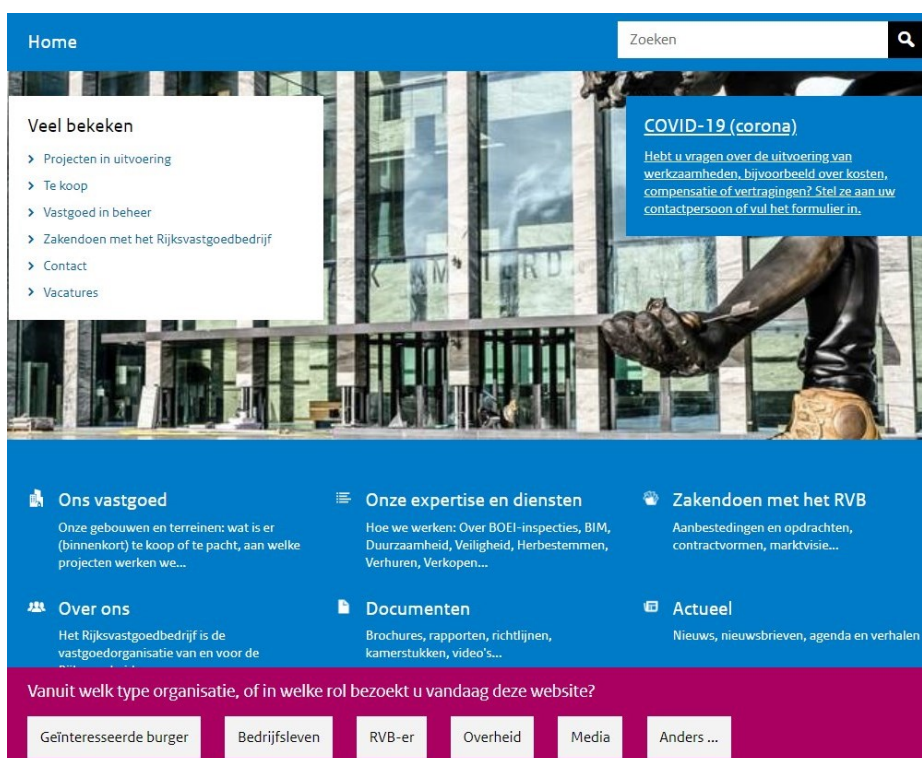 Home
Zoeken
Veel bekeken
Projecten in uitvoering
Te koop
Vastgoed in beheer
Zakendoen met het Rijksvastgoedbedrijf
Contact
Vacatures
COVID-19 (corona)
Hebt u vragen over de uitvoering van
werkzaamheden, bijvoorbeeld over kosten,
compensatie of vertragingen? Stel ze aan uw
contactpersoon of vul het formulier in.
Ons vastgoed
Onze gebouwen en terreinen: wat is er
(binnenkort) te koop of te pacht, aan welke
projecten werken we...
Onze expertise en diensten
Hoe we werken: Over BOEI-inspecties, BIM,
Duurzaamheid, Veiligheid, Herbestemmen,
Verhuren, Verkopen...
Zakendoen met het RVB
Aanbestedingen en opdrachten,
contractvormen, marktvisie...
Over ons
Het Rijksvastgoedbedrijf is de
vastgoedorganisatie van en voor de
Documenten
Brochures, rapporten, richtlijnen,
kamerstukken, video's...
Actueel
Nieuws, nieuwsbrieven, agenda en verhalen
Vanuit welk type organisatie, of in welke rol bezoekt u vandaag deze website?
Geïnteresseerde burger
Bedrijfsleven
RVB-er
Overheid
Media
Anders ...